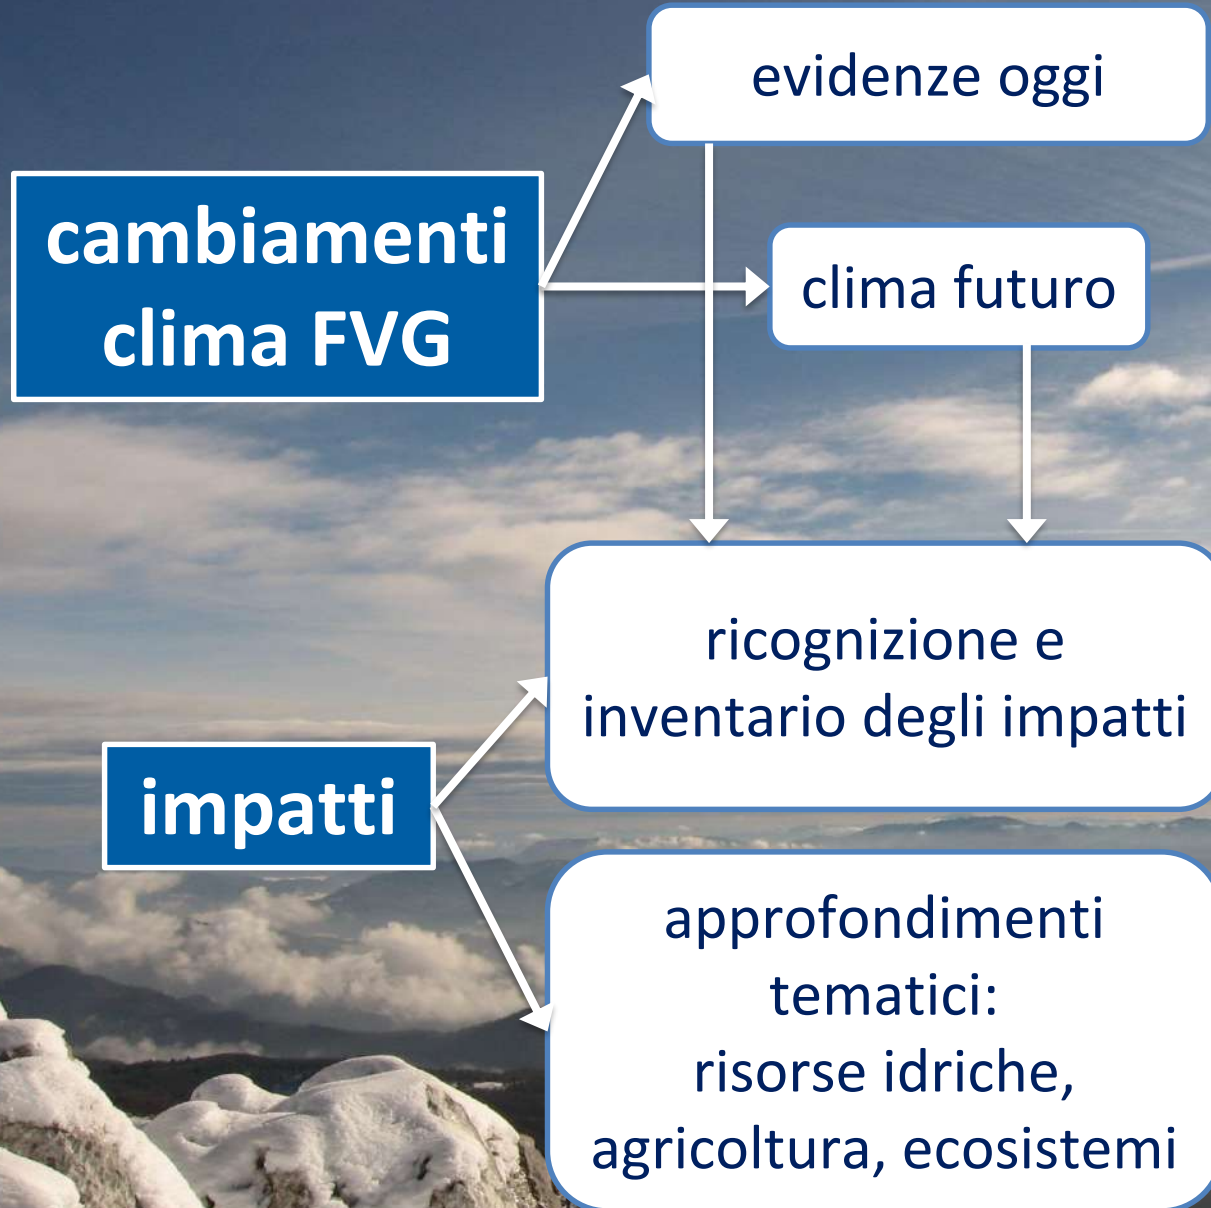 evidenze oggi
cambiamenti
clima FVG
clima futuro
ricognizione e
inventario degli impatti
impatti
approfondimenti
tematici:
risorse idriche,
agricoltura, ecosistemi